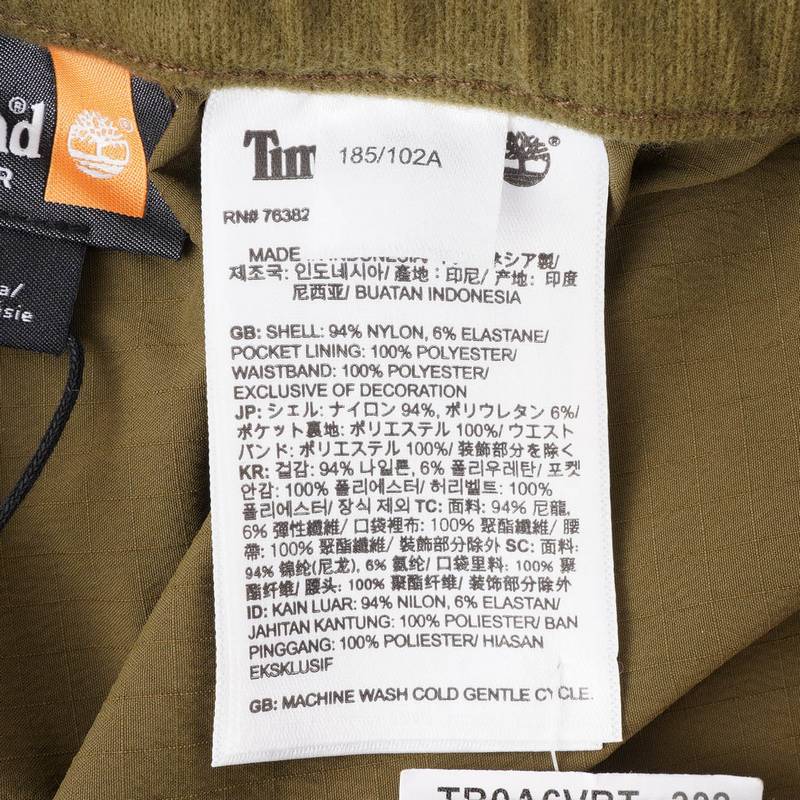 nd®
R
a/
sie
Tim
185/102A
®
RN# 76382
MADE INDONESIA シア製/
제조국: 인도네시아/ 產地: 印尼/ 产地: 印度
尼西亚/ BUATAN INDONESIA
GB: SHELL: 94% NYLON, 6% ELASTANE/
POCKET LINING: 100% POLYESTER/
WAISTBAND: 100% POLYESTER/
EXCLUSIVE OF DECORATION
JP: シェル: ナイロン 94%, ポリウレタン 6%/
ポケット裏地: ポリエステル 100%/ ウエスト
バンド: ポリエステル 100%/ 装飾部分を除く
KR: 겉감: 94% 나일론, 6% 폴리우레탄/ 포켓
안감: 100% 폴리에스터/ 허리벨트: 100%
폴리에스터/ 장식 제외 TC: 面料: 94% 尼龍,
6% 彈性纖維/ 口袋裡布: 100% 聚酯纖維/ 腰
帶: 100% 聚酯纖維/ 裝飾部分除外 SC: 面料:
94% 锦纶(尼龙), 6% 氨纶/ 口袋里料: 100% 聚
酯纤维/ 腰头: 100% 聚酯纤维/ 装饰部分除外
ID: KAIN LUAR: 94% NILON, 6% ELASTAN/
JAHITAN KANTUNG: 100% POLIESTER/ BAN
PINGGANG: 100% POLIESTER/ HIASAN
EKSKLUSIF
GB: MACHINE WASH COLD GENTLE CYCLE.